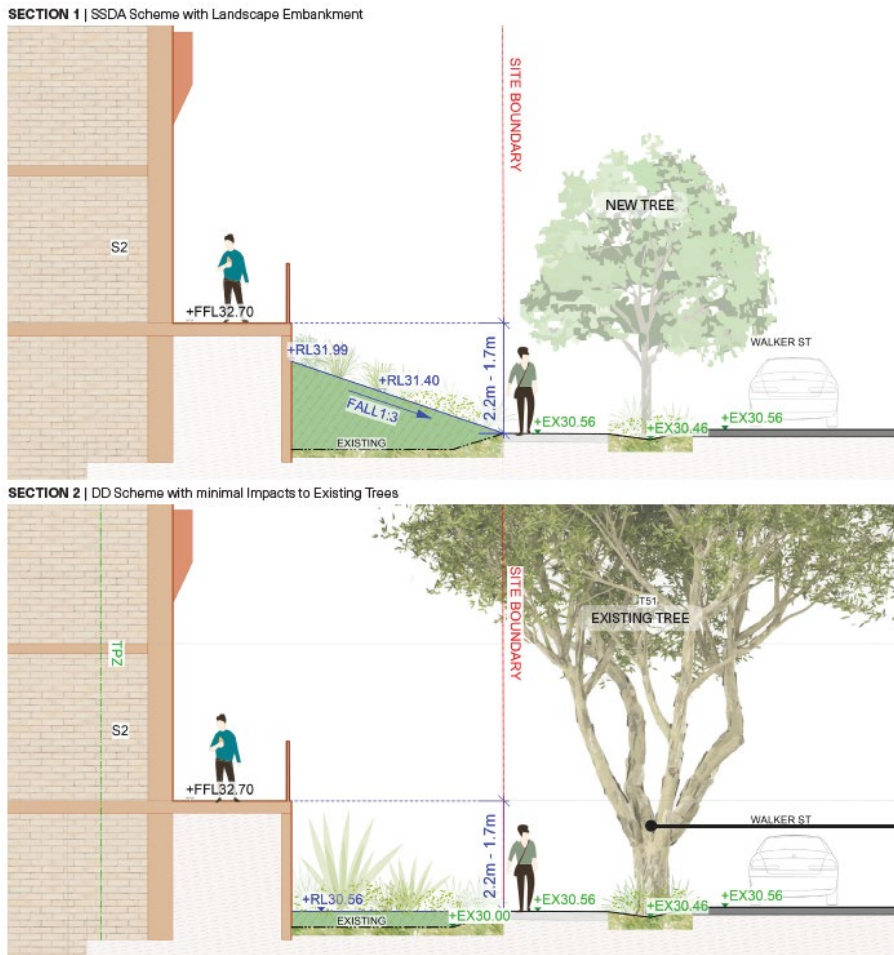 SECTION 1 | SSDA Scheme with Landscape Embankment
SITE BOUNDARY
NEW TREE
S2
+FFL32.70
WALKER ST
+RL31.99
+RL31.40
FALL1:3
2.2m - 1.7m
+EX30.56
+EX30.46
+EX30.56
EXISTING
SECTION 2 | DD Scheme with minimal Impacts to Existing Trees
SITE BOUNDARY
T51
EXISTING TREE
TPZ
S2
+FFL32.70
WALKER ST
2.2m - 1.7m
+RL30.56
+EX30.56
+EX30.46
+EX30.56
EXISTING
+EX30.00